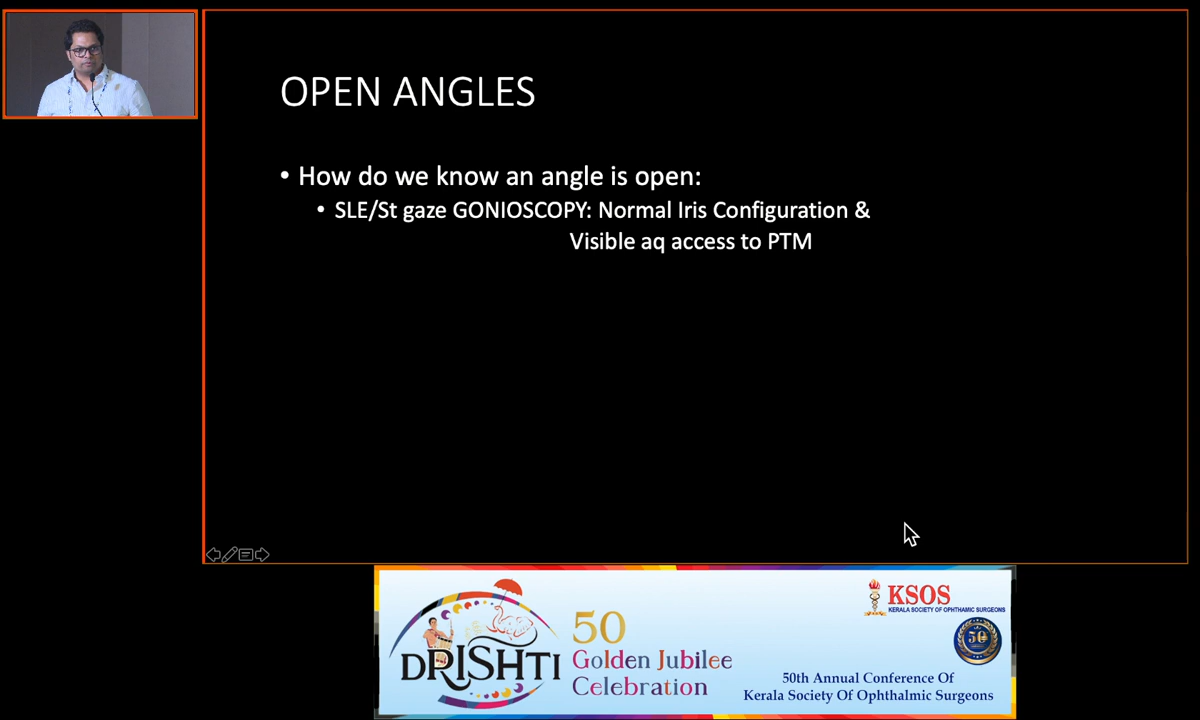 OPEN ANGLES
• How do we know an angle is open:
• SLE/St gaze GONIOSCOPY: Normal Iris Configuration &
Visible aq access to PTM
DRISHTI
50
Golden Jubilee
Celebration
KSOS
KERALA SOCIETY OF OPHTHAMIC SURGEONS
50
50th Annual Conference Of
Kerala Society Of Ophthalmic Surgeons